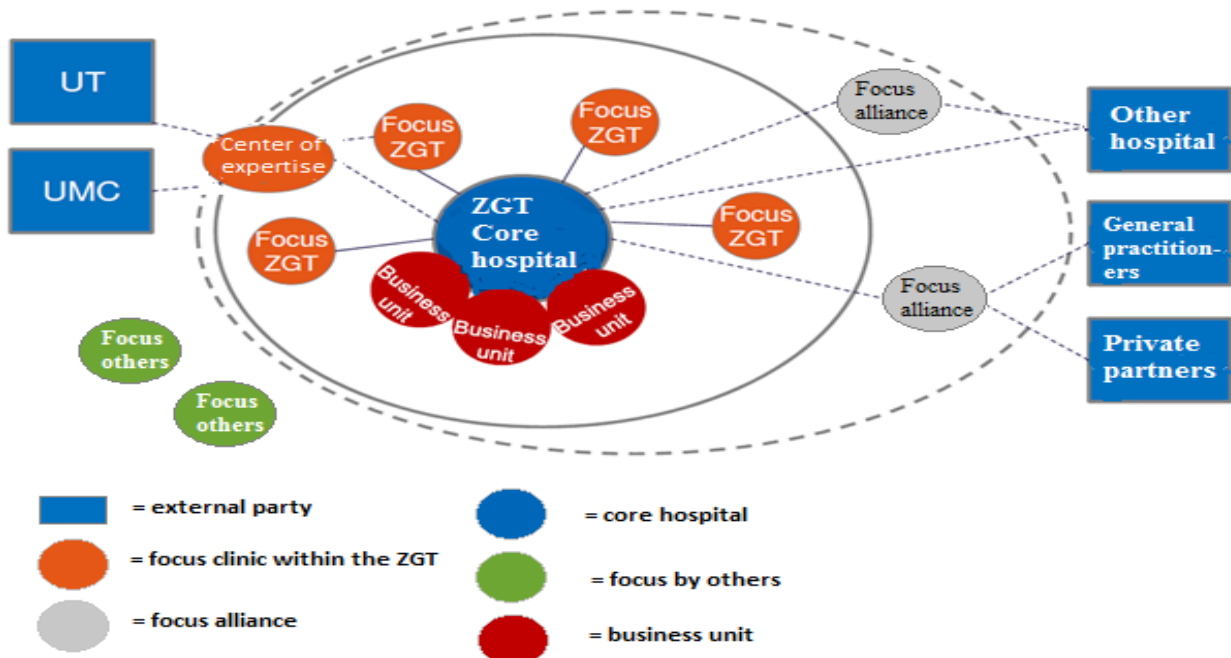 UT
UMC
Center of
expertise
Focus
ZGT
Focus
ZGT
Focus
ZGT
Focus
ZGT
ZGT
Core
hospital
Business
unit
Business
unit
Business
unit
Focus
alliance
Focus
alliance
Other
hospital
General
practition-
ers
Private
partners
Focus
others
Focus
others
= external party
= focus clinic within the ZGT
= focus alliance
= core hospital
= focus by others
= business unit